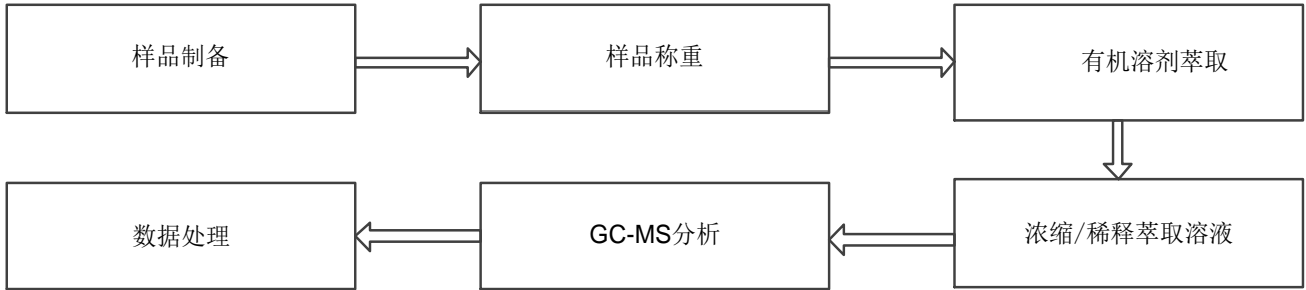 样品制备
样品称重
有机溶剂萃取
浓缩/稀释萃取溶液
GC-MS分析
数据处理